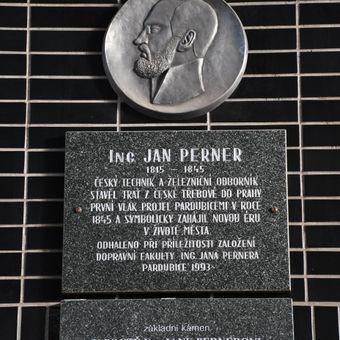 Ing. JAN PERNER
1815 - 1845
ČESKÝ TECHNIK A ŽELEZNIČNÍ ODBORNÍK
STAVĚL TRAŤ Z ČESKÉ TŘEBOVÉ DO PRAHY
PRVNÍ VLAK PROJEL PARDUBICEMI V ROCE
1845 A SYMBOLICKY ZAHÁJIL NOVOU ÉRU
V ŽIVOTĚ MĚSTA
ODHALENO PŘI PŘÍLEŽITOSTI ZALOŽENÍ
DOPRAVNÍ FAKULTY ING. JANA PERNERA
PARDUBICE 1993
základní kámen